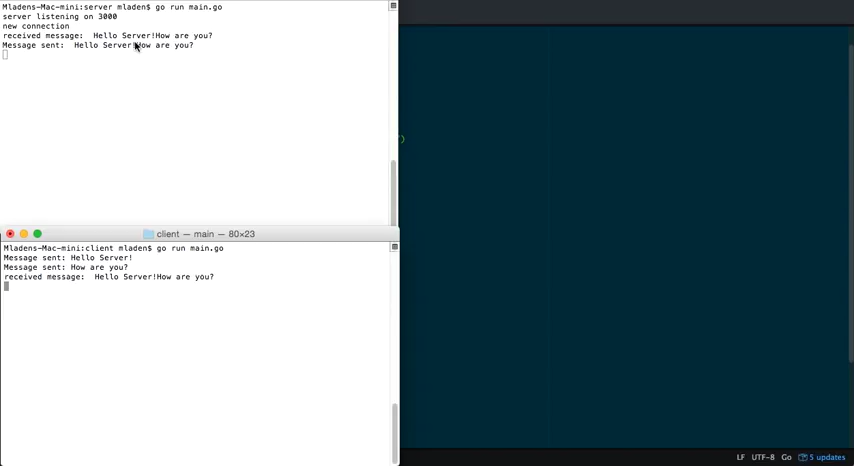 Mladens-Mac-mini:server mladen$ go run main.go
server listening on 3000
new connection
received message:  Hello Server!How are you?
Message sent:  Hello Server!How are you?
client — main — 80×23
Mladens-Mac-mini:client mladen$ go run main.go
Message sent: Hello Server!
Message sent: How are you?
received message:  Hello Server!How are you?
")
LF UTF-8 Go 5 updates